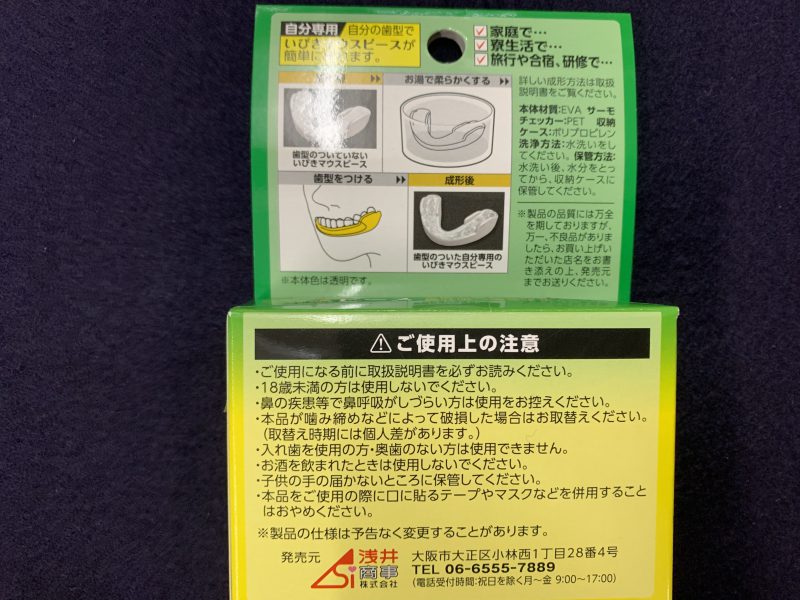 自分専用 自分の歯型で
いびきマウスピースが
簡単に
ます。
家庭で…
寮生活で…
旅行や合宿、研修で…
お湯で柔らかくする
歯型のついていない
いびきマウスピース
歯型をつける
成形後
歯型のついた自分専用の
いびきマウスピース
※本体色は透明です。
詳しい成形方法は取扱
説明書をご覧ください。
本体材質:EVA サーモ
チェッカー:PET 収納
ケース:ポリプロピレン
洗浄方法:水洗いをし
てください。保管方法:
水洗い後、水分をとっ
てから、収納ケースに
保管してください。
※製品の品質には万全
を期しておりますが、
万一、不良品がありま
したら、お買い上げい
ただいた店名をお書
き添えの上、発売元
までお送りください。
ご使用上の注意
・ご使用になる前に取扱説明書を必ずお読みください。
・18歳未満の方は使用しないでください。
・鼻の疾患等で鼻呼吸がしづらい方は使用をお控えください。
・本品が噛み締めなどによって破損した場合はお取替えください。
(取替え時期には個人差があります。)
・入れ歯を使用の方・奥歯のない方は使用できません。
・お酒を飲まれたときは使用しないでください。
・子供の手の届かないところに保管してください。
・本品をご使用の際に口に貼るテープやマスクなどを併用すること
はおやめください。
※製品の仕様は予告なく変更することがあります。
発売元
浅井
商事
株式会社
大阪市大正区小林西1丁目28番4号
TEL 06-6555-7889
(電話受付時間:祝日を除く月~金 9:00~17:00)